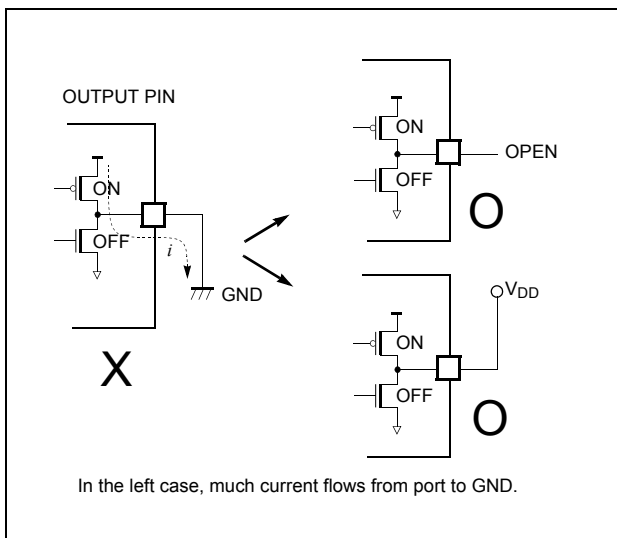 OUTPUT PIN
ON
OFF
i
GND
X
ON
OFF
OPEN
O
VDD
ON
OFF
O
In the left case, much current flows from port to GND.